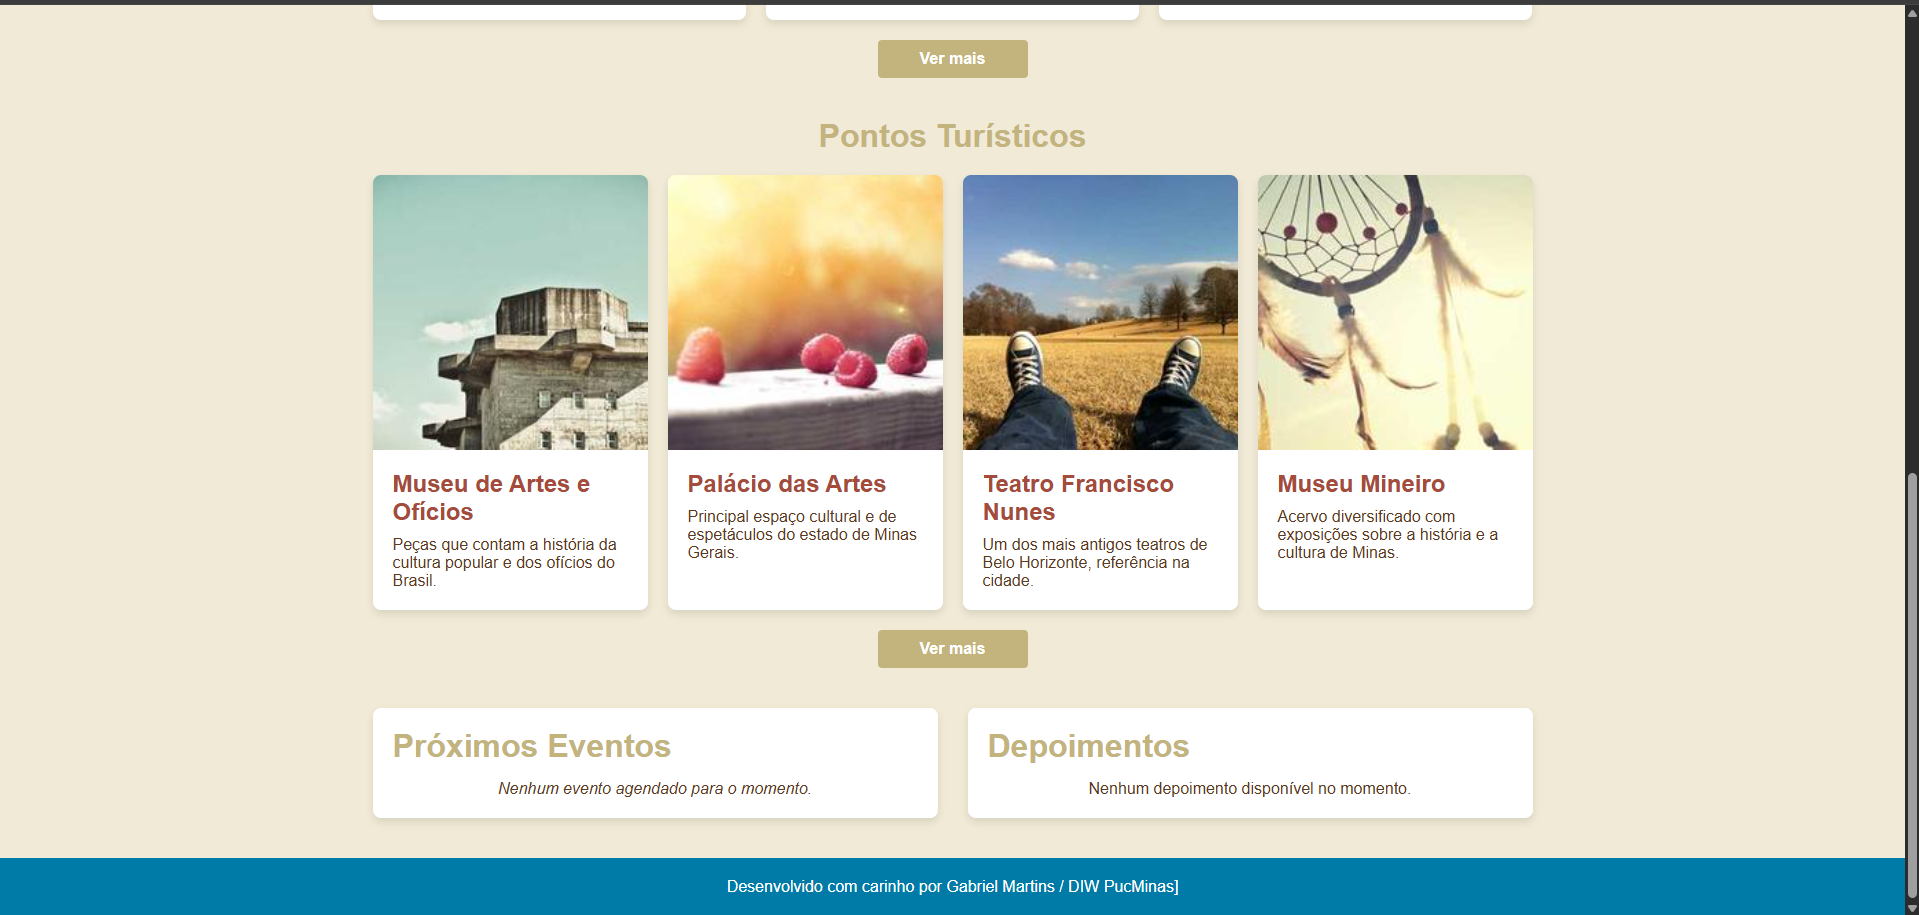 Ver mais
Pontos Turísticos
Museu de Artes e
Ofícios
Peças que contam a história da
cultura popular e dos ofícios do
Brasil.
Palácio das Artes
Principal espaço cultural e de
espetáculos do estado de Minas
Gerais.
Teatro Francisco
Nunes
Um dos mais antigos teatros de
Belo Horizonte, referência na
cidade.
Museu Mineiro
Acervo diversificado com
exposições sobre a história e a
cultura de Minas.
Ver mais
Próximos Eventos
Nenhum evento agendado para o momento.
Depoimentos
Nenhum depoimento disponível no momento.
Desenvolvido com carinho por Gabriel Martins / DIW PucMinas]